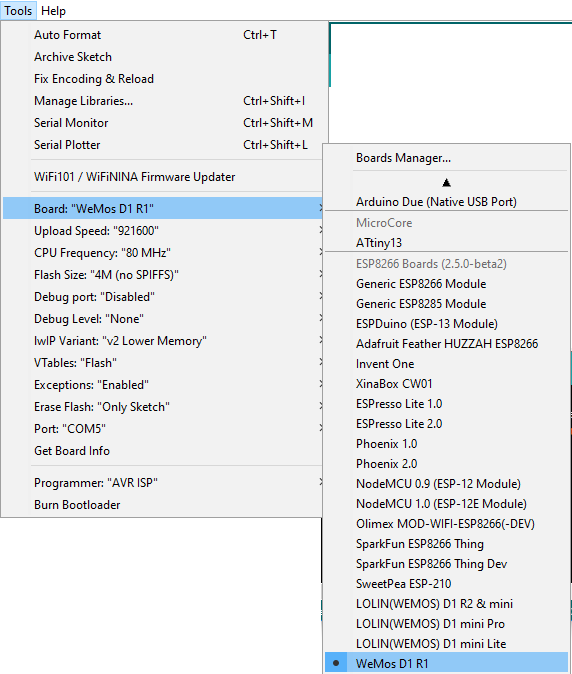 Tools Help
Auto Format Ctrl+T
Archive Sketch
Fix Encoding & Reload
Manage Libraries... Ctrl+Shift+I
Serial Monitor Ctrl+Shift+M
Serial Plotter Ctrl+Shift+L
WiFi101 / WiFiNINA Firmware Updater
Board: "WeMos D1 R1"
Upload Speed: "921600"
CPU Frequency: "80 MHz"
Flash Size: "4M (no SPIFFS)"
Debug port: "Disabled"
Debug Level: "None"
IwIP Variant: "v2 Lower Memory"
VTables: "Flash"
Exceptions: "Enabled"
Erase Flash: "Only Sketch"
Port: "COM5"
Get Board Info
Programmer: "AVR ISP"
Burn Bootloader
Boards Manager...
Arduino Due (Native USB Port)
MicroCore
ATtiny13
ESP8266 Boards (2.5.0-beta2)
Generic ESP8266 Module
Generic ESP8285 Module
ESPDuino (ESP-13 Module)
Adafruit Feather HUZZAH ESP8266
Invent One
XinaBox CW01
ESPresso Lite 1.0
ESPresso Lite 2.0
Phoenix 1.0
Phoenix 2.0
NodeMCU 0.9 (ESP-12 Module)
NodeMCU 1.0 (ESP-12E Module)
Olimex MOD-WIFI-ESP8266(-DEV)
SparkFun ESP8266 Thing
SparkFun ESP8266 Thing Dev
SweetPea ESP-210
LOLIN(WEMOS) D1 R2 & mini
LOLIN(WEMOS) D1 mini Pro
LOLIN(WEMOS) D1 mini Lite
WeMos D1 R1